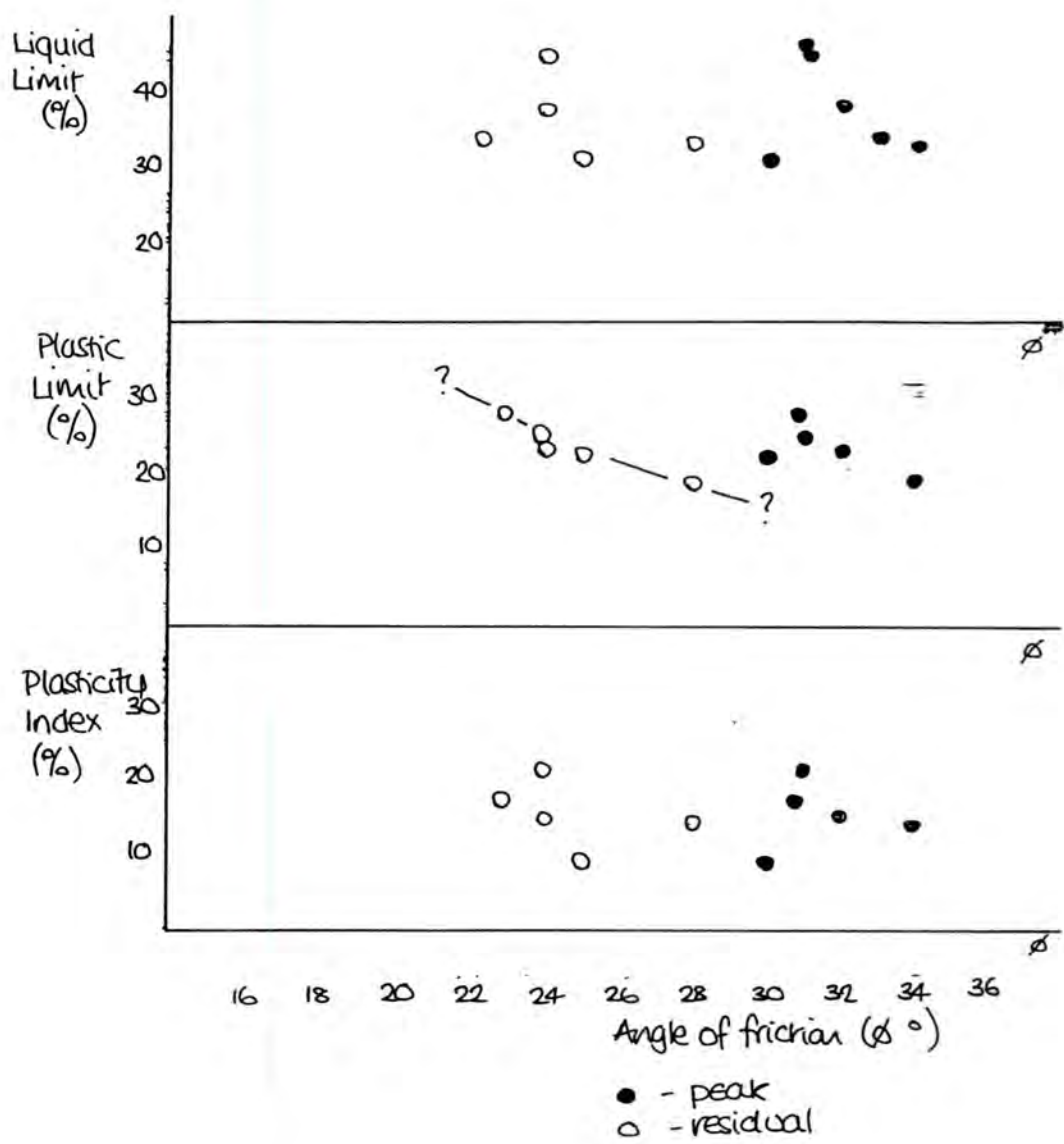 Liquid
Limit
(%)
40
30
20
Plastic
Limit
(%)
30
20
10
?
?
ø
Plasticity
Index
(%)
30
20
10
ø
ø
16 18 20 22 24 26 28 30 32 34 36
Angle of friction (ø °)
● - peak
○ - residual